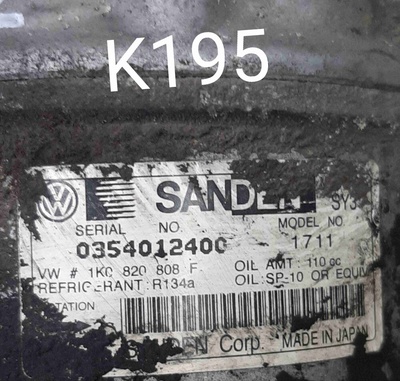 K195
SANDEN
SERIAL NO. MODEL NO
0354012400 1711
VW # 1K0 820 808 F OIL AMT: 110 cc
REFRIGERANT: R134a OIL: SP-10 OR EQUIV
Corp. MADE IN JAPAN